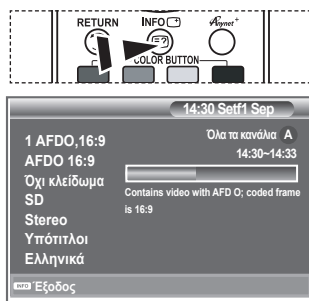 RETURN INFO Anynet+
COLOR BUTTON
14:30 Setf1 Sep
1 AFDO,16:9
AFDO 16:9
Όχι κλείδωμα
SD
Stereo
Υπότιτλοι
Ελληνικά
Όλα τα κανάλια A
14:30~14:33
Contains video with AFD O; coded frame
is 16:9
INFO Έξοδος